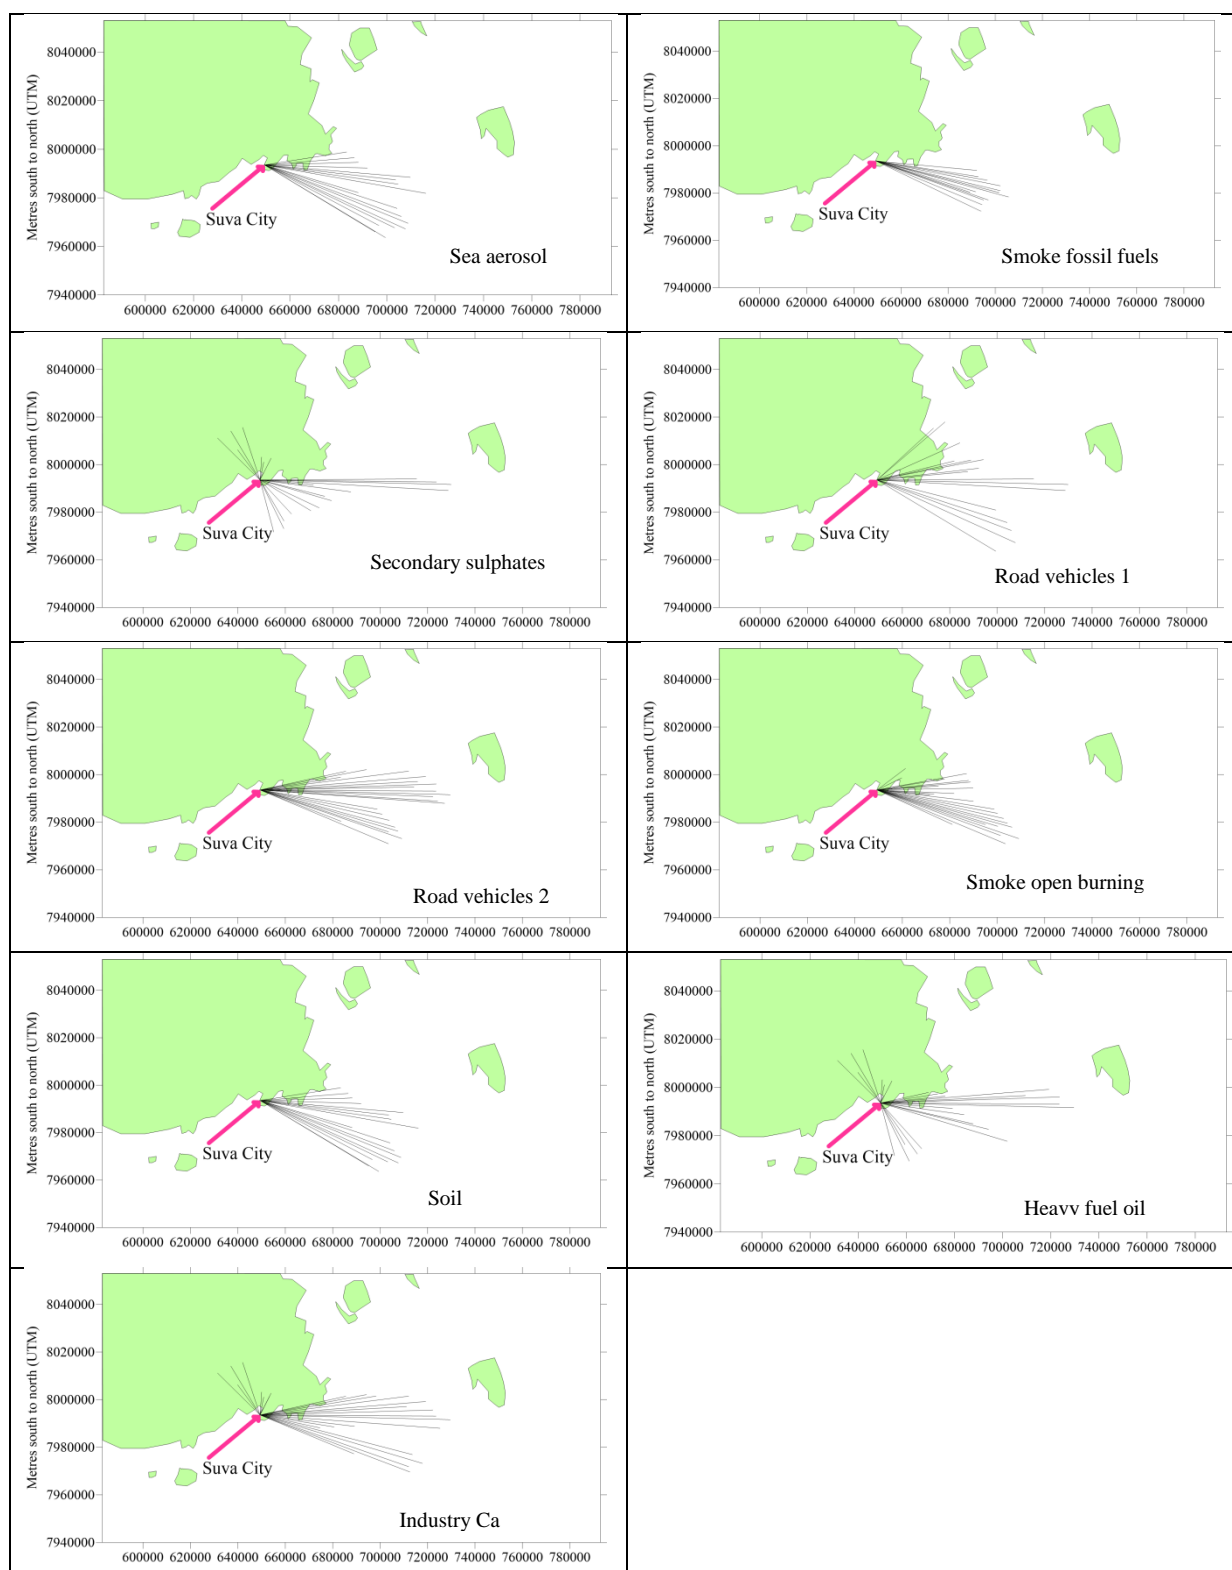 Metres south to north (UTM)
8040000
8020000
8000000
7980000
7960000
7940000
Suva City
Sea aerosol
600000 620000 640000 660000 680000 700000 720000 740000 760000 780000
Metres south to north (UTM)
8040000
8020000
8000000
7980000
7960000
7940000
Suva City
Smoke fossil fuels
600000 620000 640000 660000 680000 700000 720000 740000 760000 780000
Metres south to north (UTM)
8040000
8020000
8000000
7980000
7960000
7940000
Suva City
Secondary sulphates
600000 620000 640000 660000 680000 700000 720000 740000 760000 780000
Metres south to north (UTM)
8040000
8020000
8000000
7980000
7960000
7940000
Suva City
Road vehicles 1
600000 620000 640000 660000 680000 700000 720000 740000 760000 780000
Metres south to north (UTM)
8040000
8020000
8000000
7980000
7960000
7940000
Suva City
Road vehicles 2
600000 620000 640000 660000 680000 700000 720000 740000 760000 780000
Metres south to north (UTM)
8040000
8020000
8000000
7980000
7960000
7940000
Suva City
Smoke open burning
600000 620000 640000 660000 680000 700000 720000 740000 760000 780000
Metres south to north (UTM)
8040000
8020000
8000000
7980000
7960000
7940000
Suva City
Soil
600000 620000 640000 660000 680000 700000 720000 740000 760000 780000
Metres south to north (UTM)
8040000
8020000
8000000
7980000
7960000
7940000
Suva City
Heavv fuel oil
600000 620000 640000 660000 680000 700000 720000 740000 760000 780000
Metres south to north (UTM)
8040000
8020000
8000000
7980000
7960000
7940000
Suva City
Industry Ca
600000 620000 640000 660000 680000 700000 720000 740000 760000 780000